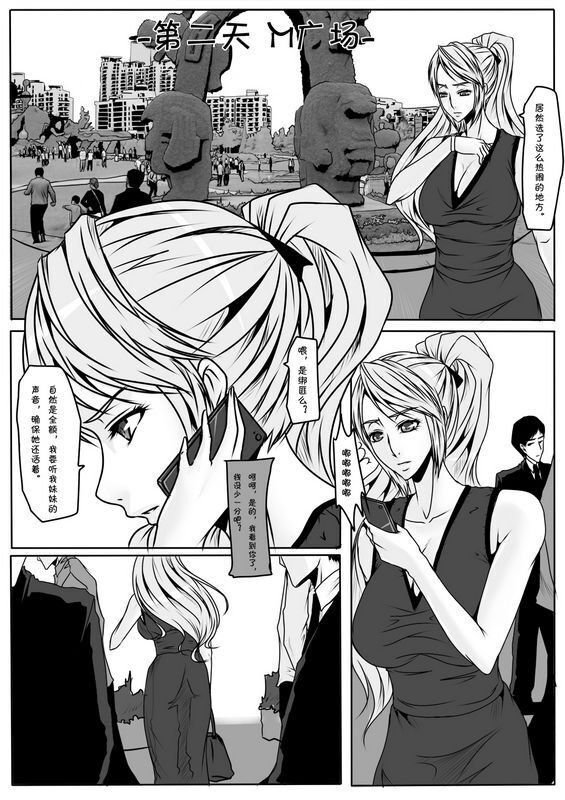 -第二天 M广场-
居然选了这么热闹的地方。
嘟嘟嘟嘟嘟
喂，是绑匪么？
呵呵，是的，我看到你了，
钱没少一分吧？
自然是全额，我要听我妹妹的
声音，确保她还活着。